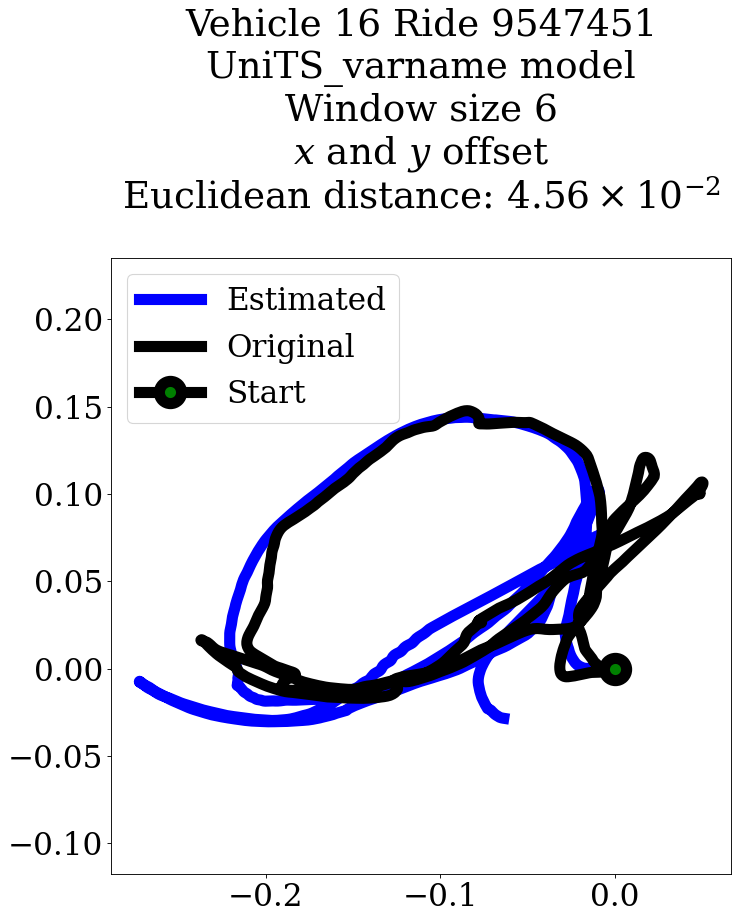 Vehicle 16 Ride 9547451
UniTS_varname model
Window size 6
x and y offset
Euclidean distance: 4.56 × 10⁻²
Estimated
Original
Start
0.20
0.15
0.10
0.05
0.00
−0.05
−0.10
−0.2
−0.1
0.0